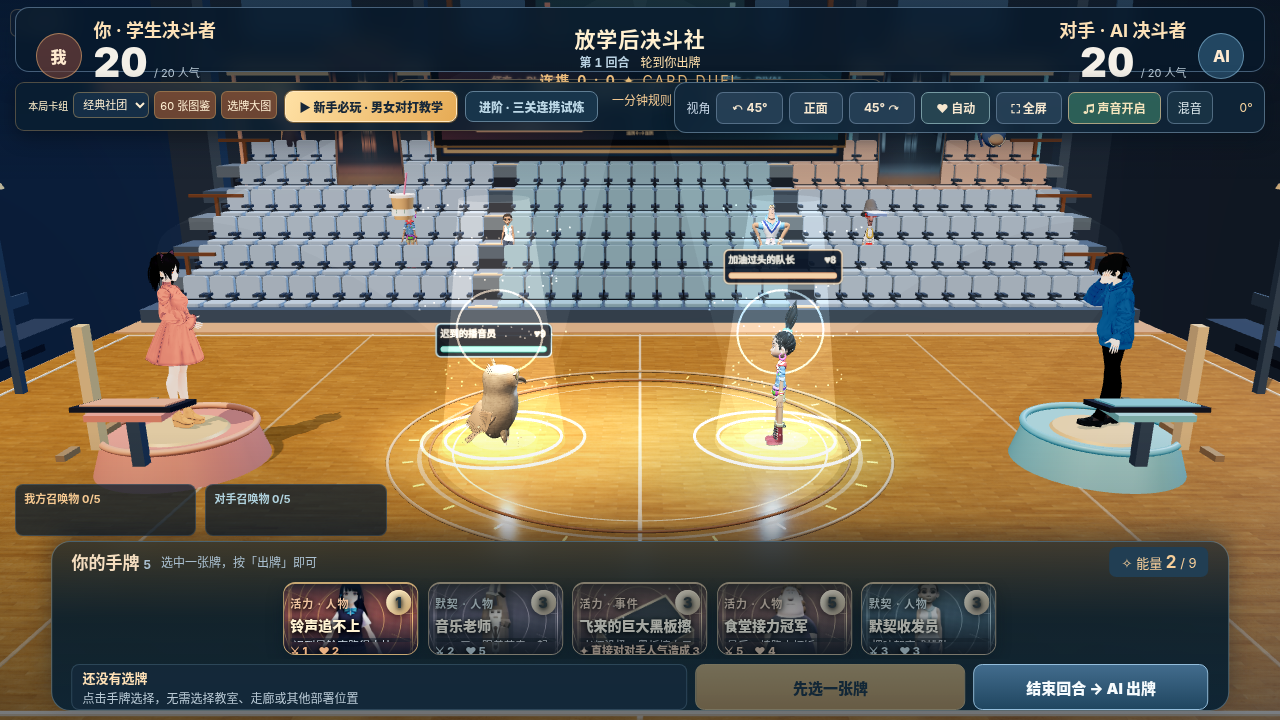 我
你 · 学生决斗者
20 / 20 人气
放学后决斗社
第 1 回合 轮到你出牌
对手 · AI 决斗者
20 / 20 人气
AI
本局卡组
经典社团
60 张图鉴
选牌大图
▶ 新手必玩 · 男女对打教学
进阶 · 三关连携试炼
一分钟规则
视角
↶ 45°
正面
45° ↷
♥ 自动
⛶ 全屏
♫ 声音开启
混音
0°
加油过头的队长 ♥8
迟到的播音员
我方召唤物 0/5
对手召唤物 0/5
你的手牌 5 选中一张牌，按「出牌」即可
✧ 能量 2 / 9
活力 · 人物 1
铃声追不上
⚔1 ♥2
默契 · 人物 3
音乐老师
⚔2 ♥5
活力 · 事件 3
飞来的巨大黑板擦
✦ 直接对对手人气造成 3
活力 · 人物 5
食堂接力冠军
⚔5 ♥4
默契 · 人物 3
默契收发员
⚔3 ♥3
还没有选牌
点击手牌选择，无需选择教室、走廊或其他部署位置
先选一张牌
结束回合 → AI 出牌